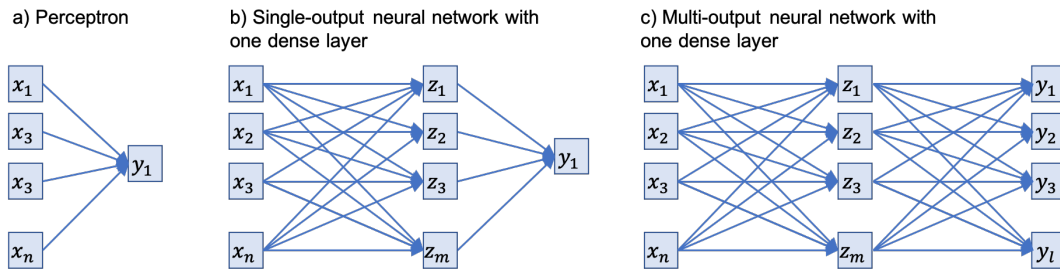 a) Perceptron
x₁
x₃
x₃
xₙ
y₁
b) Single-output neural network with
one dense layer
x₁
x₂
x₃
xₙ
z₁
z₂
z₃
zₘ
y₁
c) Multi-output neural network with
one dense layer
x₁
x₂
x₃
xₙ
z₁
z₂
z₃
zₘ
y₁
y₂
y₃
yₗ